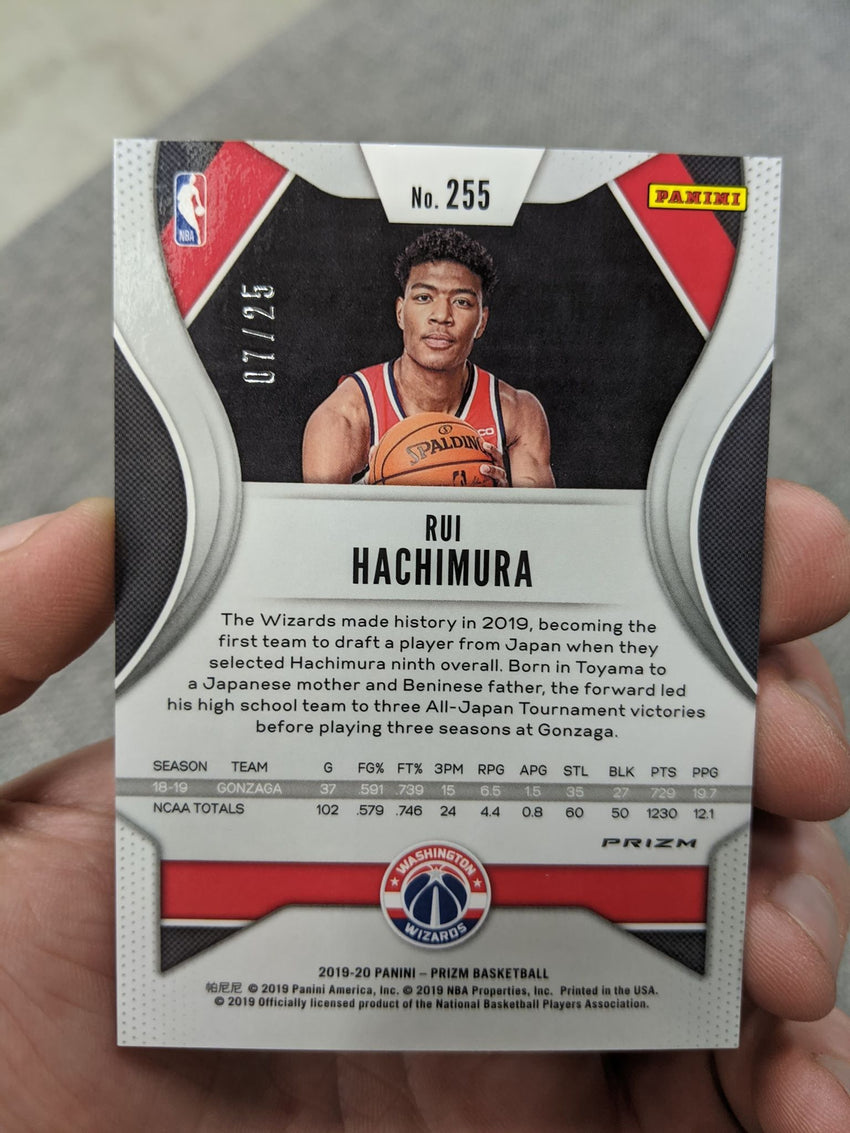 No. 255
NBA
PANINI
07/25
SPALDING
RUI
HACHIMURA
The Wizards made history in 2019, becoming the
first team to draft a player from Japan when they
selected Hachimura ninth overall. Born in Toyama to
a Japanese mother and Beninese father, the forward led
his high school team to three All-Japan Tournament victories
before playing three seasons at Gonzaga.
SEASON TEAM G FG% FT% 3PM RPG APG STL BLK PTS PPG
18-19 GONZAGA 37 .591 .739 15 6.5 1.5 35 27 729 19.7
NCAA TOTALS 102 .579 .746 24 4.4 0.8 60 50 1230 12.1
PRIZM
WASHINGTON
WIZARDS
2019-20 PANINI – PRIZM BASKETBALL
帕尼尼 © 2019 Panini America, Inc. © 2019 NBA Properties, Inc. Printed in the USA.
© 2019 Officially licensed product of the National Basketball Players Association.